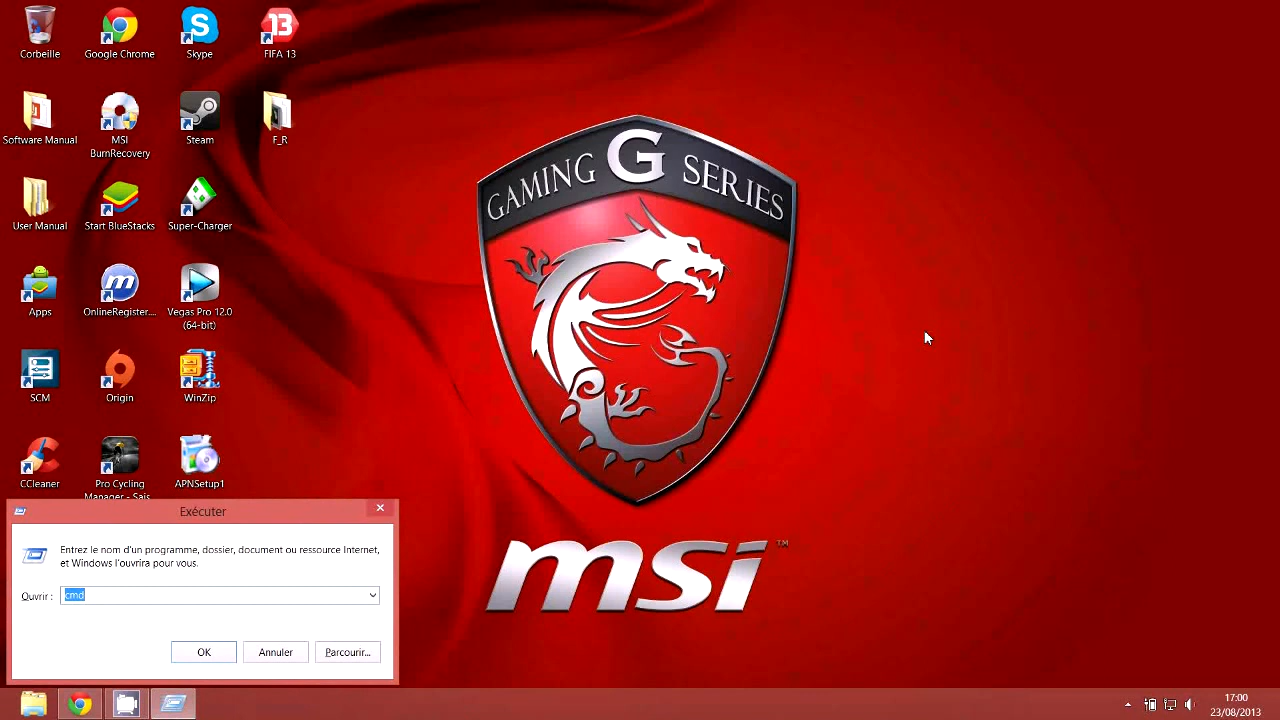 Corbeille
Google Chrome
Skype
FIFA 13
Software Manual
MSI
BurnRecovery
Steam
F_R
User Manual
Start BlueStacks
Super-Charger
Apps
OnlineRegister....
Vegas Pro 12.0
(64-bit)
SCM
Origin
WinZip
CCleaner
Pro Cycling
Manager - Sais
APNSetup1
GAMING G SERIES
msi TM
Exécuter
Entrez le nom d'un programme, dossier, document ou ressource Internet,
et Windows l'ouvrira pour vous.
Ouvrir : cmd
OK Annuler Parcourir...
17:00
23/08/2013